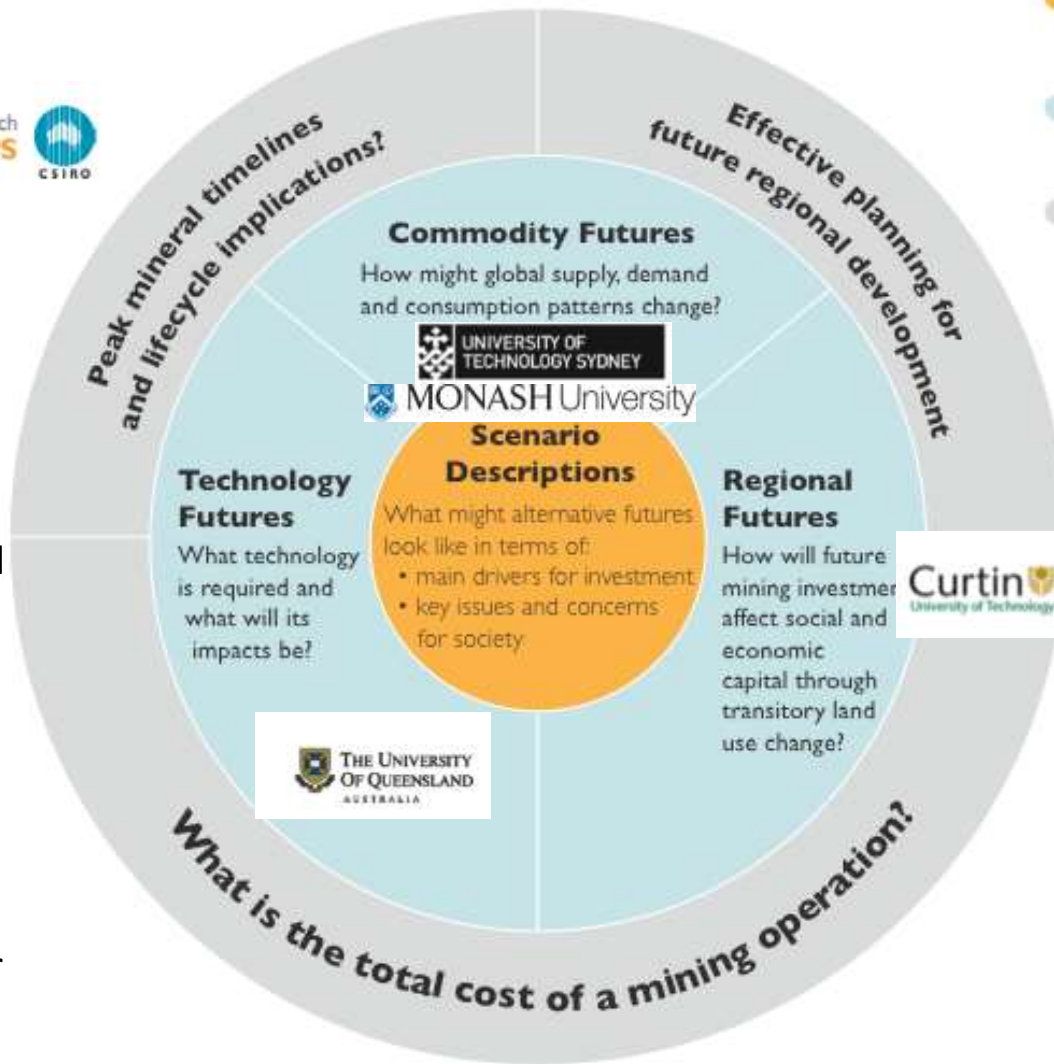 ch
s
CSIRO
Peak mineral timelines
and lifecycle implications?
Effective planning for
future regional development
Commodity Futures
How might global supply, demand
and consumption patterns change?
UNIVERSITY OF
TECHNOLOGY SYDNEY
MONASH University
Scenario
Descriptions
What might alternative futures
look like in terms of:
• main drivers for investment
• key issues and concerns
for society
Technology
Futures
What technology
is required and
what will its
impacts be?
Regional
Futures
How will future
mining investmen
affect social and
economic
capital through
transitory land
use change?
Curtin
University of Technology
THE UNIVERSITY
OF QUEENSLAND
AUSTRALIA
What is the total cost of a mining operation?